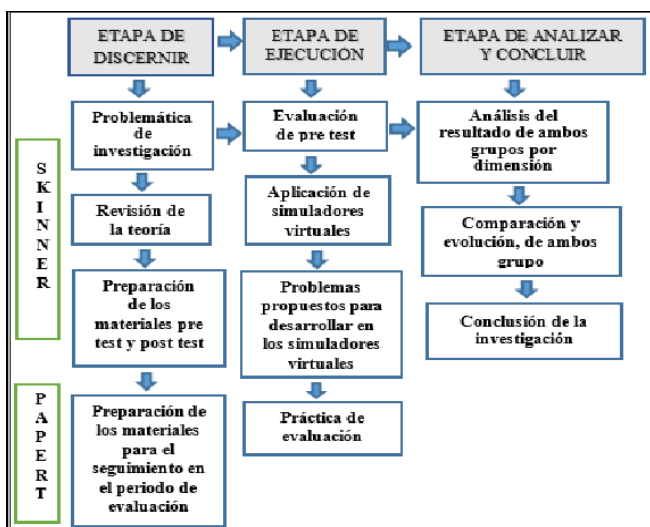 ETAPA DE
DISCERNIR
ETAPA DE
EJECUCIÓN
ETAPA DE ANALIZAR
Y CONCLUIR
SKINNER
PAPERT
Problemática
de
investigación
Revisión de
la teoría
Preparación
de los
materiales pre
test y post test
Preparación de
los materiales
para el
seguimiento en
el periodo de
evaluación
Evaluación
de pre test
Aplicación de
simuladores
virtuales
Problemas
propuestos para
desarrollar en
los simuladores
virtuales
Práctica de
evaluación
Análisis del
resultado de ambos
grupos por
dimensión
Comparación y
evolución, de ambos
grupo
Conclusión de la
investigación